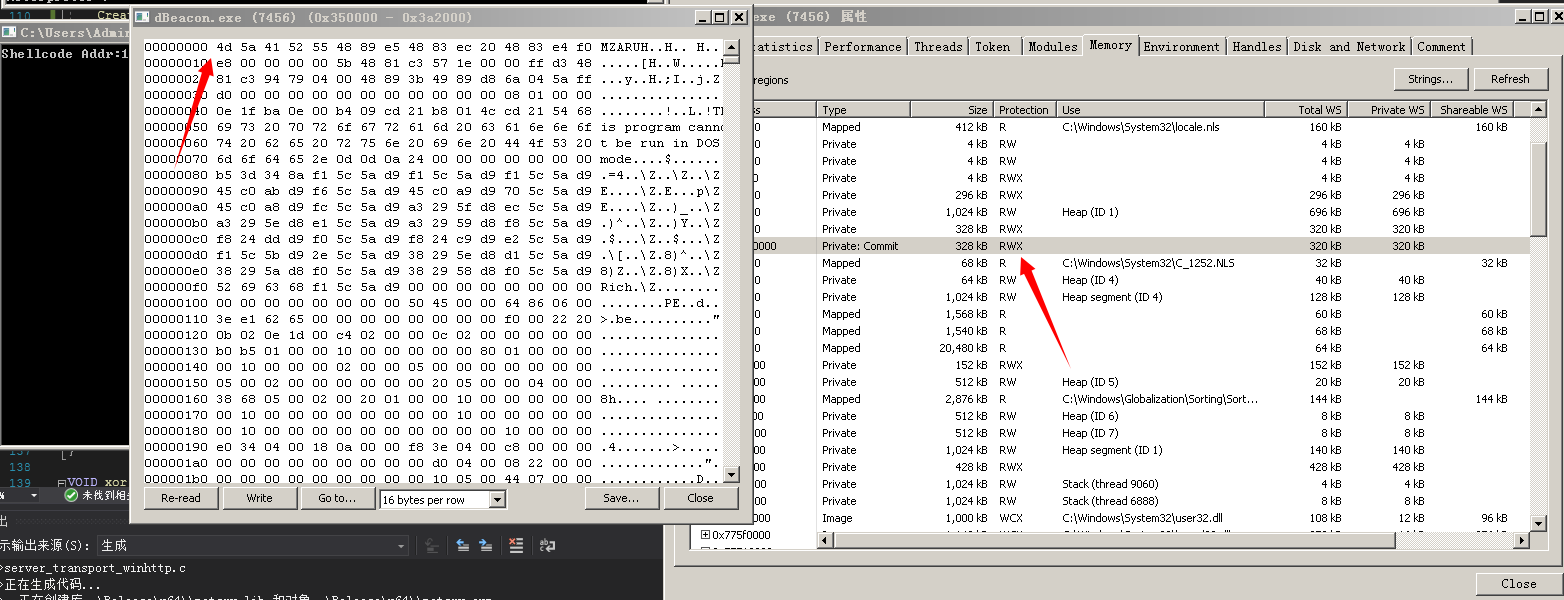 110
Crea
C:\Users\Admin
Shellcode Addr:1
dBeacon.exe (7456) (0x350000 - 0x3a2000)
00000000 4d 5a 41 52 55 48 89 e5 48 83 ec 20 48 83 e4 f0 MZARUH..H.. H...
00000010 e8 00 00 00 00 5b 48 81 c3 57 1e 00 00 ff d3 48 .....[H..W.....H
00000020 81 c3 94 79 04 00 48 89 3b 49 89 d8 6a 04 5a ff ...y..H.;I..j.Z.
00000030 d0 00 00 00 00 00 00 00 00 00 00 00 08 01 00 00 ................
00000040 0e 1f ba 0e 00 b4 09 cd 21 b8 01 4c cd 21 54 68 ........!..L.!Th
00000050 69 73 20 70 72 6f 67 72 61 6d 20 63 61 6e 6e 6f is program canno
00000060 74 20 62 65 20 72 75 6e 20 69 6e 20 44 4f 53 20 t be run in DOS
00000070 6d 6f 64 65 2e 0d 0d 0a 24 00 00 00 00 00 00 00 mode....$.......
00000080 b5 3d 34 8a f1 5c 5a d9 f1 5c 5a d9 f1 5c 5a d9 .=4..\Z..\Z..\Z.
00000090 45 c0 ab d9 f6 5c 5a d9 45 c0 a9 d9 70 5c 5a d9 E....\Z.E...p\Z.
000000a0 45 c0 a8 d9 fc 5c 5a d9 a3 29 5f d8 ec 5c 5a d9 E....\Z..)_..\Z.
000000b0 a3 29 5e d8 e1 5c 5a d9 a3 29 59 d8 f8 5c 5a d9 .)^..\Z..)Y..\Z.
000000c0 f8 24 dd d9 f0 5c 5a d9 f8 24 c9 d9 e2 5c 5a d9 .$...\Z..$...\Z.
000000d0 f1 5c 5b d9 2e 5c 5a d9 38 29 5e d8 d1 5c 5a d9 .\[..\Z.8)^..\Z.
000000e0 38 29 5a d8 f0 5c 5a d9 38 29 58 d8 f0 5c 5a d9 8)Z..\Z.8)X..\Z.
000000f0 52 69 63 68 f1 5c 5a d9 00 00 00 00 00 00 00 00 Rich.\Z.........
00000100 00 00 00 00 00 00 00 00 50 45 00 00 64 86 06 00 ........PE..d...
00000110 3e e1 62 65 00 00 00 00 00 00 00 00 f0 00 22 20 >.be.........."
00000120 0b 02 0e 1d 00 c4 02 00 00 0c 02 00 00 00 00 00 ................
00000130 b0 b5 01 00 00 10 00 00 00 00 00 80 01 00 00 00 ................
00000140 00 10 00 00 00 02 00 00 05 00 02 00 00 00 00 00 ................
00000150 05 00 02 00 00 00 00 00 00 20 05 00 00 04 00 00 ......... ......
00000160 38 68 05 00 02 00 20 01 00 00 10 00 00 00 00 00 8h.... .........
00000170 00 10 00 00 00 00 00 00 00 00 10 00 00 00 00 00 ................
00000180 00 10 00 00 00 00 00 00 00 00 00 00 10 00 00 00 ................
00000190 e0 34 04 00 18 0a 00 00 f8 3e 04 00 c8 00 00 00 .4.......>......
000001a0 00 00 00 00 00 00 00 00 00 d0 04 00 08 22 00 00 ............."..
000001b0 00 00 00 00 00 00 00 00 00 10 05 00 44 07 00 00 ............D...
Re-read Write Go to... 16 bytes per row Save... Close
137
138
139 VOID xor
未找到相
出
示输出来源(S): 生成
>server_transport_winhttp.c
>正在生成代码...
.exe (7456) 属性
tatistics Performance Threads Token Modules Memory Environment Handles Disk and Network Comment
regions
Strings... Refresh
ss Type Size Protection Use Total WS Private WS Shareable WS
0 Mapped 412 kB R C:\Windows\System32\locale.nls 160 kB 160 kB
00 Private 4 kB RW 4 kB 4 kB
00 Private 4 kB RW 4 kB 4 kB
00 Private 4 kB RWX 4 kB 4 kB
0 Private 296 kB RWX 296 kB 296 kB
00 Private 1,024 kB RW Heap (ID 1) 696 kB 696 kB
00 Private 328 kB RWX 320 kB 320 kB
0000 Private: Commit 328 kB RWX 320 kB 320 kB
00 Mapped 68 kB R C:\Windows\System32\C_1252.NLS 32 kB 32 kB
00 Private 64 kB RW Heap (ID 4) 40 kB 40 kB
00 Private 1,024 kB RW Heap segment (ID 4) 128 kB 128 kB
00 Mapped 1,568 kB R 60 kB 60 kB
00 Mapped 1,540 kB R 68 kB 68 kB
00 Mapped 20,480 kB R 64 kB 64 kB
000 Private 152 kB RWX 152 kB 152 kB
000 Private 512 kB RW Heap (ID 5) 20 kB 20 kB
000 Mapped 2,876 kB R C:\Windows\Globalization\Sorting\Sort... 144 kB 144 kB
000 Private 512 kB RW Heap (ID 6) 8 kB 8 kB
000 Private 512 kB RW Heap (ID 7) 8 kB 8 kB
000 Private 1,024 kB RW Heap segment (ID 1) 140 kB 140 kB
000 Private 428 kB RWX 428 kB 428 kB
000 Private 1,024 kB RW Stack (thread 9060) 4 kB 4 kB
000 Private 1,024 kB RW Stack (thread 6888) 8 kB 8 kB
0000 Image 1,000 kB WCX C:\Windows\System32\user32.dll 108 kB 12 kB 96 kB
0x775f0000
Close